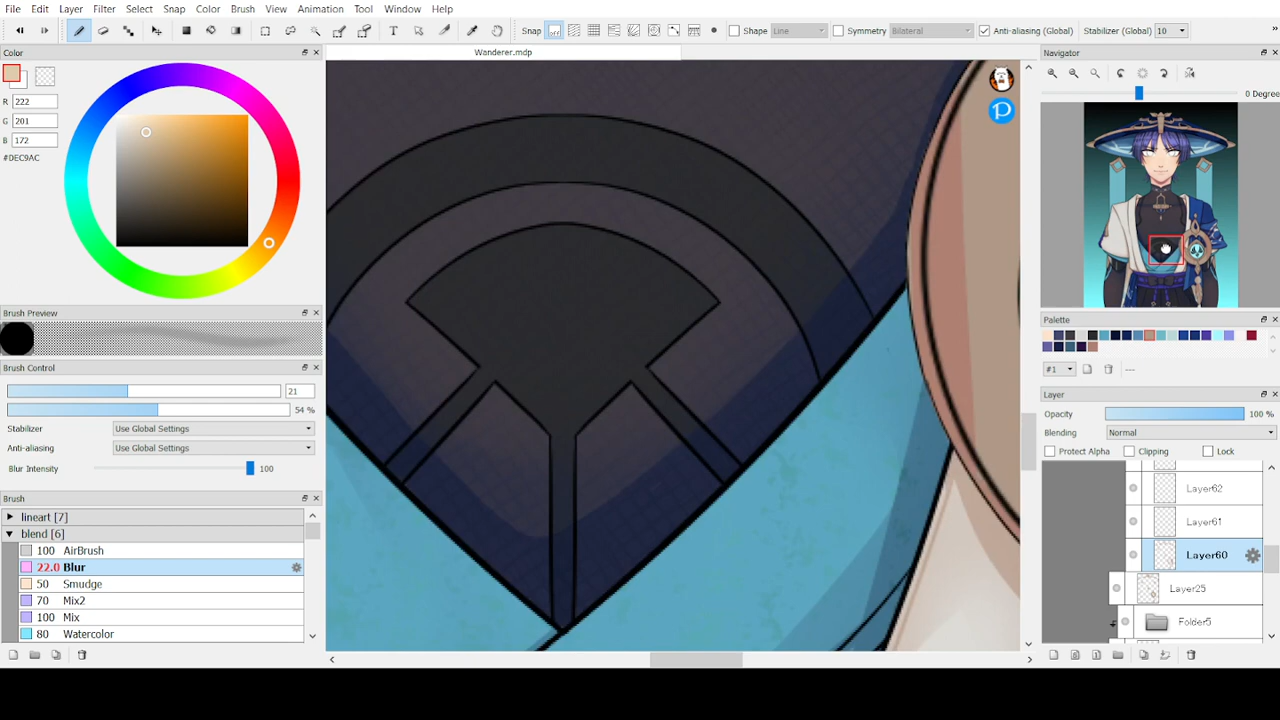 File Edit Layer Filter Select Snap Color Brush View Animation Tool Window Help
Snap Shape Line Symmetry Bilateral Anti-aliasing (Global) Stabilizer (Global) 10
Color
Wanderer.mdp
Navigator
R 222
G 201
B 172
#DEC9AC
0 Degree
Brush Preview
Brush Control
21
54 %
Stabilizer Use Global Settings
Anti-aliasing Use Global Settings
Blur Intensity 100
Brush
lineart [7]
blend [6]
100 AirBrush
22.0 Blur
50 Smudge
70 Mix2
100 Mix
80 Watercolor
Palette
#1 ---
Layer
Opacity 100 %
Blending Normal
Protect Alpha Clipping Lock
Layer62
Layer61
Layer60
Layer25
Folder5